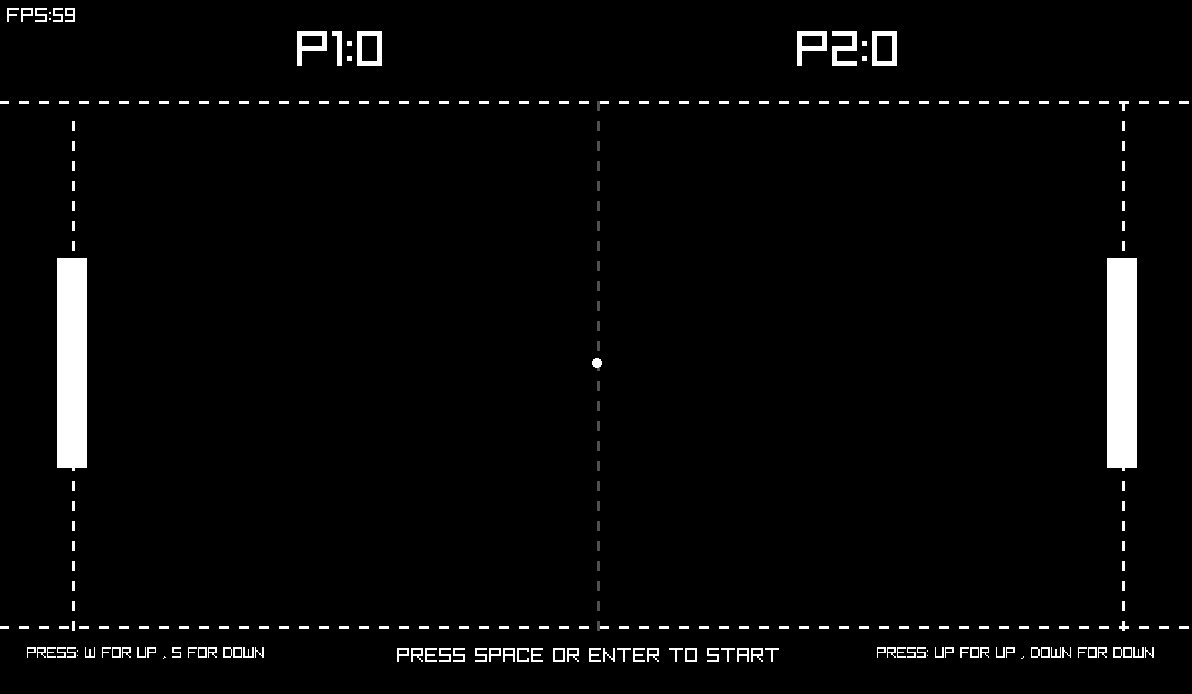 FPS:59
P1:0
P2:0
PRESS: W FOR UP , S FOR DOWN
PRESS SPACE OR ENTER TO START
PRESS: UP FOR UP , DOWN FOR DOWN